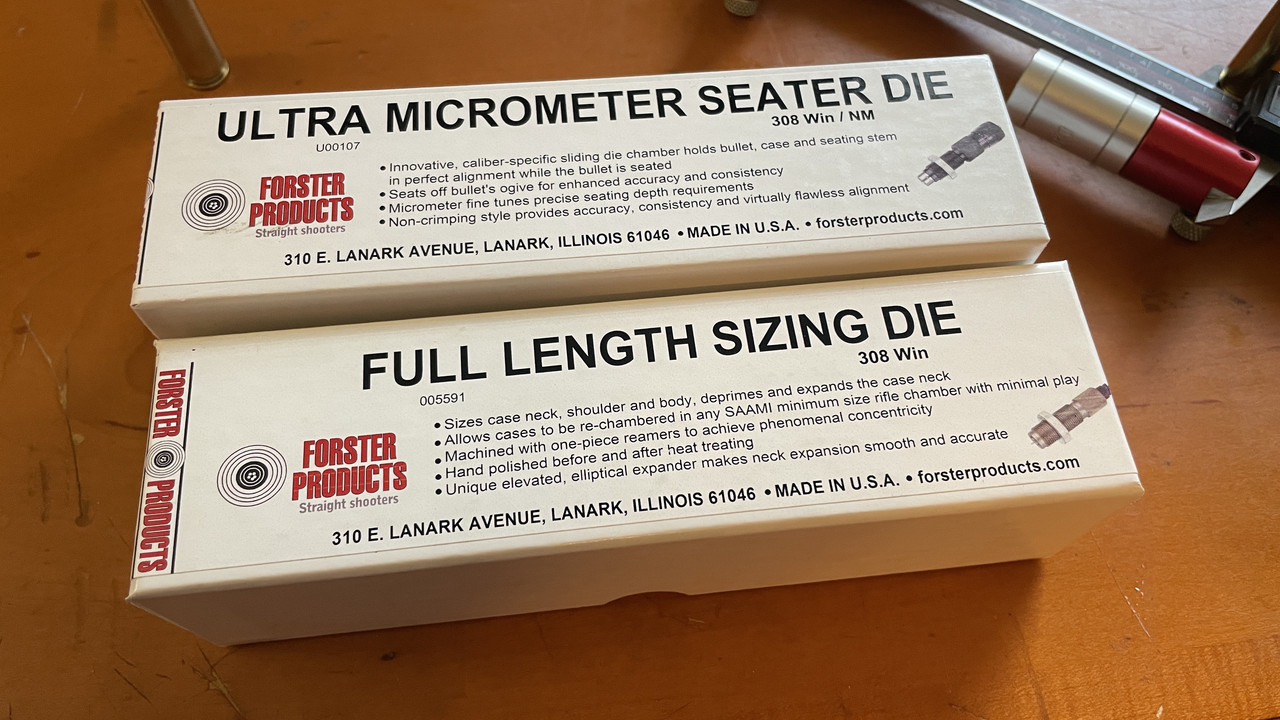 ULTRA MICROMETER SEATER DIE
308 Win / NM
U00107
• Innovative, caliber-specific sliding die chamber holds bullet, case and seating stem
in perfect alignment while the bullet is seated
• Seats off bullet's ogive for enhanced accuracy and consistency
• Micrometer fine tunes precise seating depth requirements
• Non-crimping style provides accuracy, consistency and virtually flawless alignment
FORSTER
PRODUCTS
Straight shooters
310 E. LANARK AVENUE, LANARK, ILLINOIS 61046 • MADE IN U.S.A. • forsterproducts.com
FULL LENGTH SIZING DIE
308 Win
005591
• Sizes case neck, shoulder and body, deprimes and expands the case neck
• Allows cases to be re-chambered in any SAAMI minimum size rifle chamber with minimal play
• Machined with one-piece reamers to achieve phenomenal concentricity
• Hand polished before and after heat treating
• Unique elevated, elliptical expander makes neck expansion smooth and accurate
FORSTER
PRODUCTS
Straight shooters
310 E. LANARK AVENUE, LANARK, ILLINOIS 61046 • MADE IN U.S.A. • forsterproducts.com
FORSTER PRODUCTS